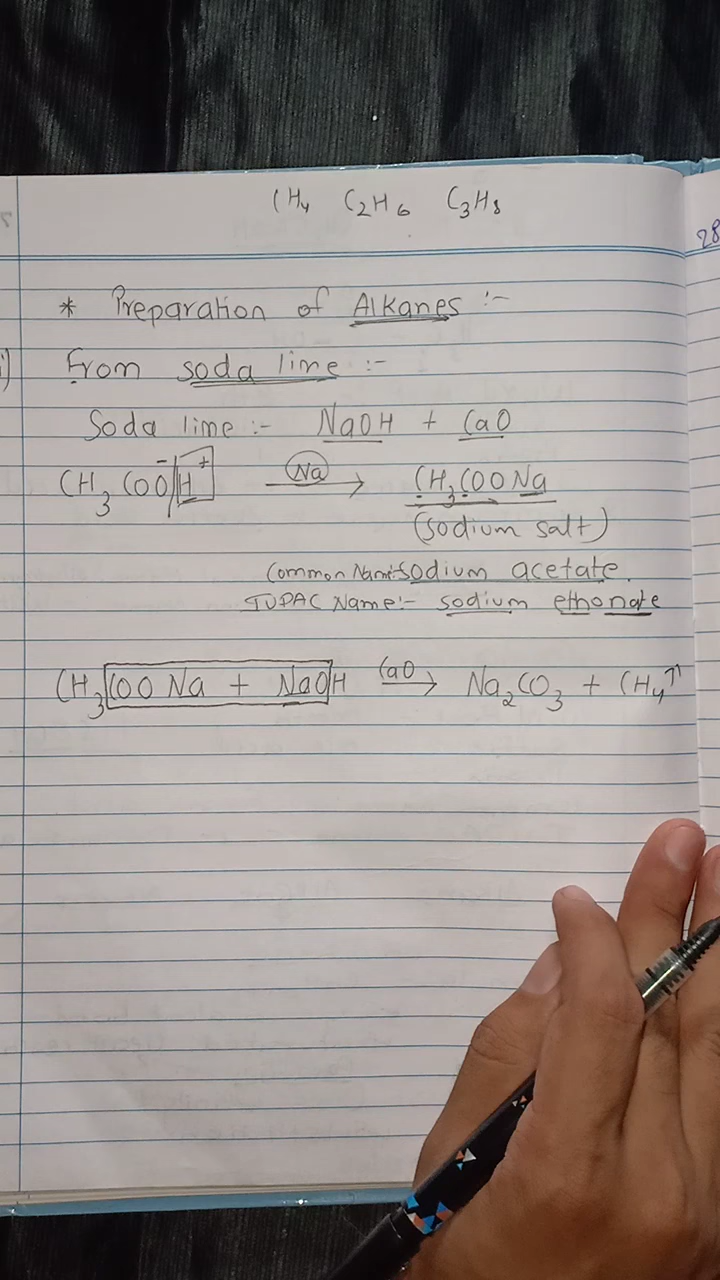 CH4 C2H6 C3H8
28
* Preparation of Alkanes :-
i) From soda lime :-
Soda lime :- NaOH + CaO
CH3COO⁻ H⁺ Na → CH3COONa
(sodium salt)
Common Name:- sodium acetate.
IUPAC Name:- sodium ethonate
CH3COONa + NaOH CaO → Na2CO3 + CH4↑